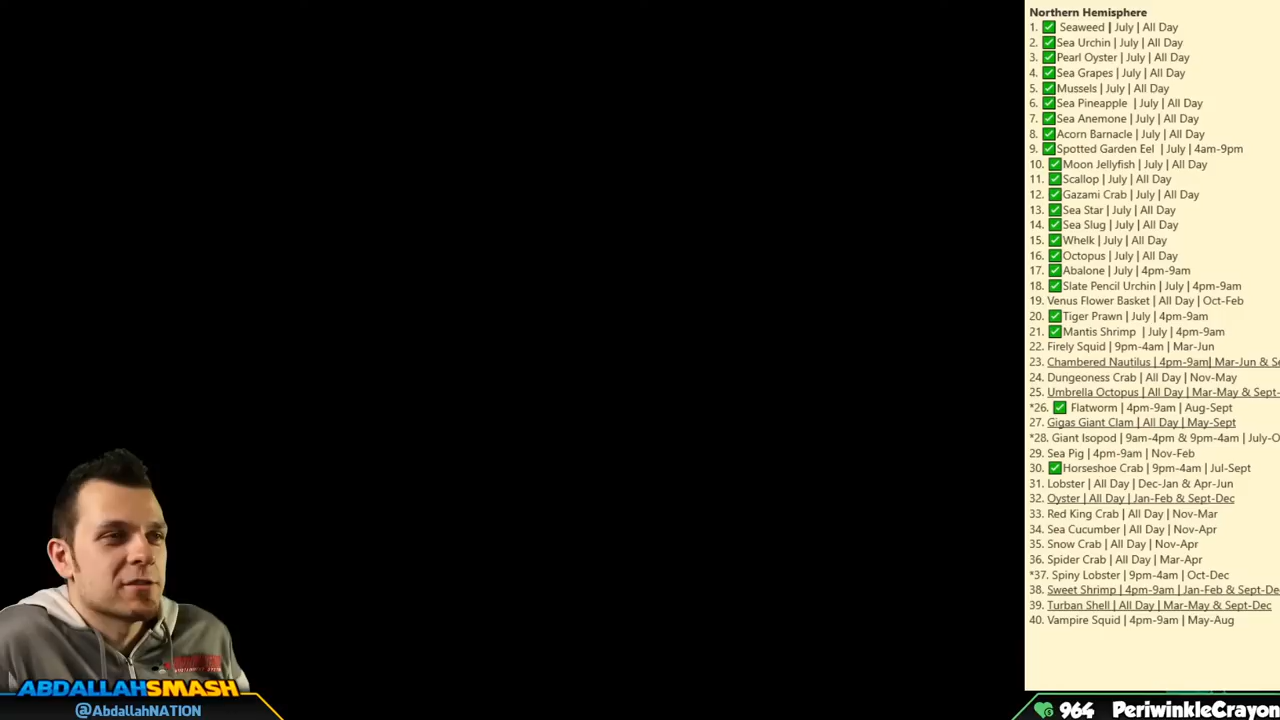 Northern Hemisphere
1. ✅ Seaweed | July | All Day
2. ✅Sea Urchin | July | All Day
3. ✅Pearl Oyster | July | All Day
4. ✅Sea Grapes | July | All Day
5. ✅Mussels | July | All Day
6. ✅Sea Pineapple | July | All Day
7. ✅Sea Anemone | July | All Day
8. ✅Acorn Barnacle | July | All Day
9. ✅Spotted Garden Eel | July | 4am-9pm
10. ✅Moon Jellyfish | July | All Day
11. ✅Scallop | July | All Day
12. ✅Gazami Crab | July | All Day
13. ✅Sea Star | July | All Day
14. ✅Sea Slug | July | All Day
15. ✅Whelk | July | All Day
16. ✅Octopus | July | All Day
17. ✅Abalone | July | 4pm-9am
18. ✅Slate Pencil Urchin | July | 4pm-9am
19. Venus Flower Basket | All Day | Oct-Feb
20. ✅Tiger Prawn | July | 4pm-9am
21. ✅Mantis Shrimp | July | 4pm-9am
22. Firely Squid | 9pm-4am | Mar-Jun
23. Chambered Nautilus | 4pm-9am| Mar-Jun & Se
24. Dungeoness Crab | All Day | Nov-May
25. Umbrella Octopus | All Day | Mar-May & Sept-
*26. ✅ Flatworm | 4pm-9am | Aug-Sept
27. Gigas Giant Clam | All Day | May-Sept
*28. Giant Isopod | 9am-4pm & 9pm-4am | July-O
29. Sea Pig | 4pm-9am | Nov-Feb
30. ✅Horseshoe Crab | 9pm-4am | Jul-Sept
31. Lobster | All Day | Dec-Jan & Apr-Jun
32. Oyster | All Day | Jan-Feb & Sept-Dec
33. Red King Crab | All Day | Nov-Mar
34. Sea Cucumber | All Day | Nov-Apr
35. Snow Crab | All Day | Nov-Apr
36. Spider Crab | All Day | Mar-Apr
*37. Spiny Lobster | 9pm-4am | Oct-Dec
38. Sweet Shrimp | 4pm-9am | Jan-Feb & Sept-De
39. Turban Shell | All Day | Mar-May & Sept-Dec
40. Vampire Squid | 4pm-9am | May-Aug
ABDALLAHSMASH
@AbdallahNATION
964 PeriwinkleCrayon